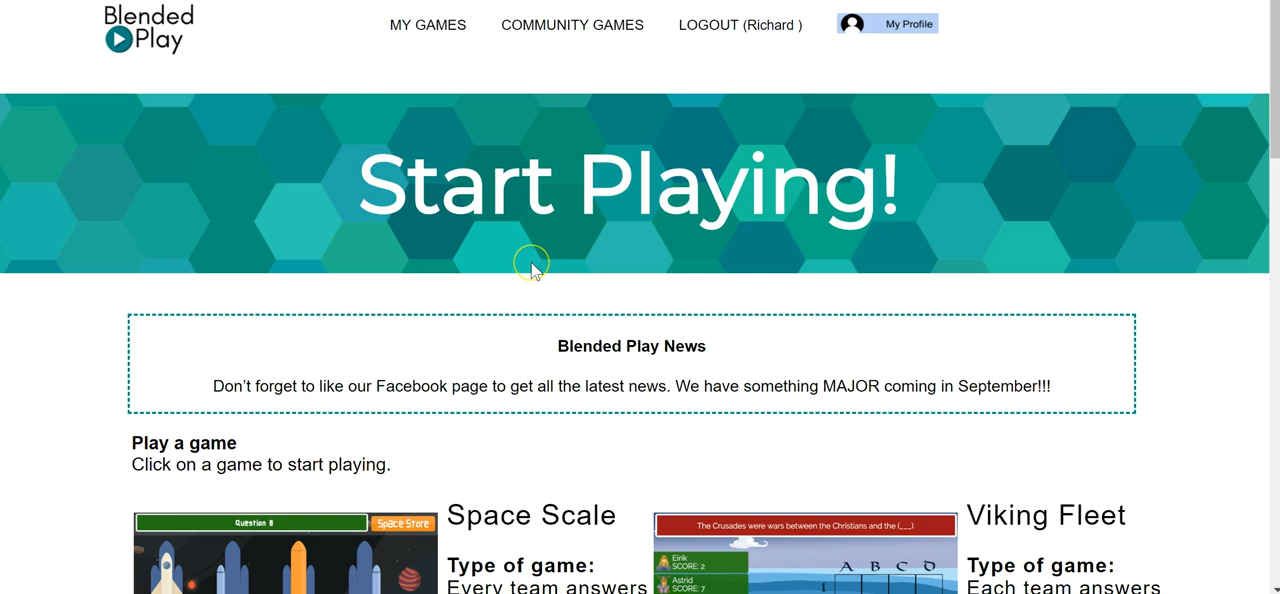 Blended
Play
MY GAMES
COMMUNITY GAMES
LOGOUT (Richard )
My Profile
Start Playing!
Blended Play News
Don’t forget to like our Facebook page to get all the latest news. We have something MAJOR coming in September!!!
Play a game
Click on a game to start playing.
Question 8
Space Store
Space Scale
Type of game:
Every team answers
The Crusades were wars between the Christians and the (___).
Eirik
SCORE: 2
Astrid
SCORE: 7
A B C D
1
Viking Fleet
Type of game:
Each team answers